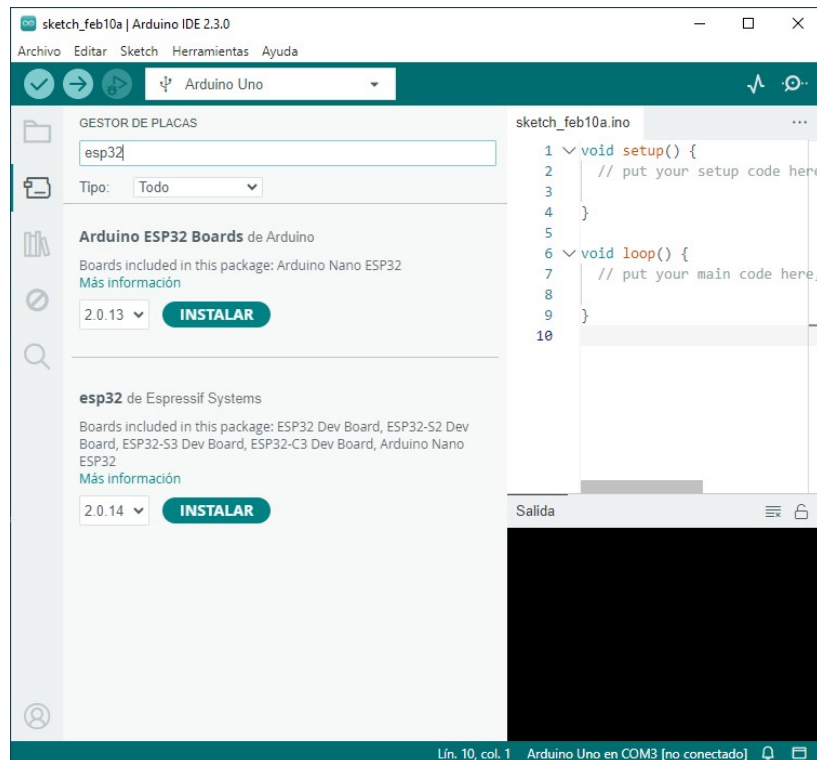 sketch_feb10a | Arduino IDE 2.3.0
Archivo Editar Sketch Herramientas Ayuda
Arduino Uno
GESTOR DE PLACAS
esp32
Tipo: Todo
Arduino ESP32 Boards de Arduino
Boards included in this package: Arduino Nano ESP32
Más información
2.0.13 INSTALAR
esp32 de Espressif Systems
Boards included in this package: ESP32 Dev Board, ESP32-S2 Dev
Board, ESP32-S3 Dev Board, ESP32-C3 Dev Board, Arduino Nano
ESP32
Más información
2.0.14 INSTALAR
sketch_feb10a.ino
1 void setup() {
2 // put your setup code here
3
4 }
5
6 void loop() {
7 // put your main code here,
8
9 }
10
Salida
Lín. 10, col. 1 Arduino Uno en COM3 [no conectado]